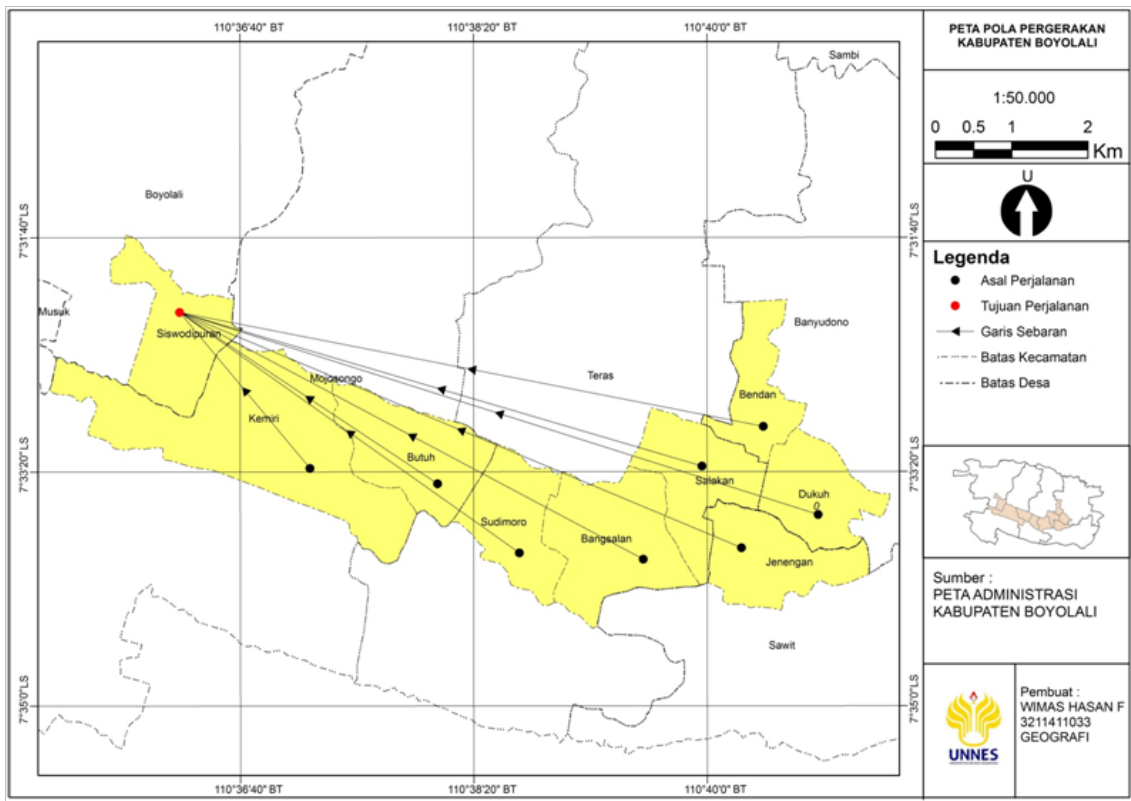 110°36'40" BT
110°38'20" BT
110°40'0" BT
Sambi
Boyolali
7°31'40"LS
7°31'40"LS
Musuk
Siswodipuran
Banyudono
Mojosongo
Teras
Bendan
Kemiri
Butuh
7°33'20"LS
7°33'20"LS
Salakan
Dukuh
Sudimoro
Bangsalan
Jenengan
Sawit
7°35'0"LS
7°35'0"LS
110°36'40" BT
110°38'20" BT
110°40'0" BT
PETA POLA PERGERAKAN
KABUPATEN BOYOLALI
1:50.000
0 0.5 1 2
Km
U
Legenda
Asal Perjalanan
Tujuan Perjalanan
Garis Sebaran
Batas Kecamatan
Batas Desa
Sumber :
PETA ADMINISTRASI
KABUPATEN BOYOLALI
UNNES
Pembuat :
WIMAS HASAN F
3211411033
GEOGRAFI